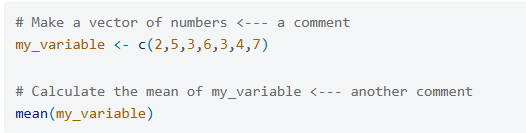 # Make a vector of numbers <--- a comment
my_variable <- c(2,5,3,6,3,4,7)
# Calculate the mean of my_variable <--- another comment
mean(my_variable)